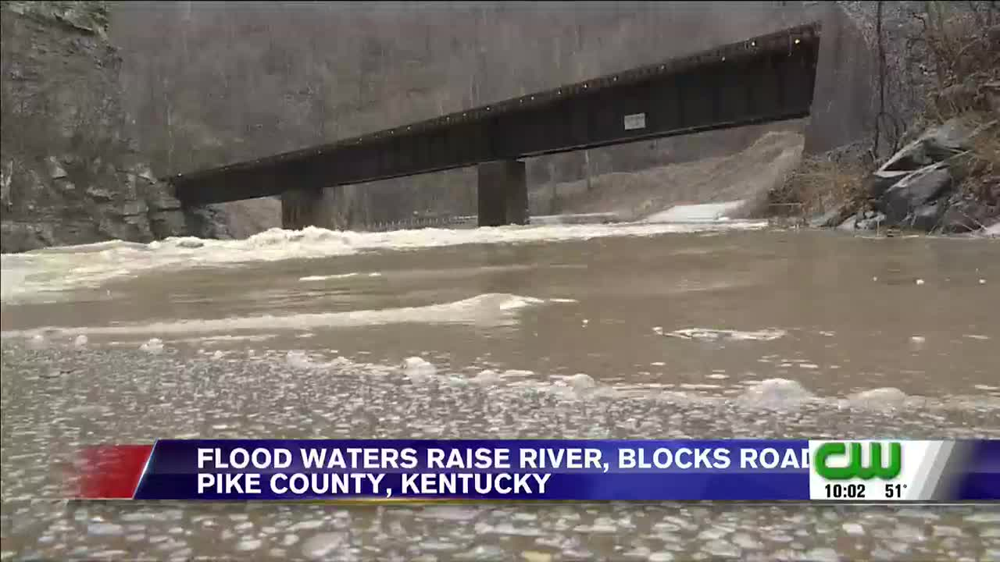 FLOOD WATERS RAISE RIVER, BLOCKS ROAD
PIKE COUNTY, KENTUCKY
CW
10:02 51°